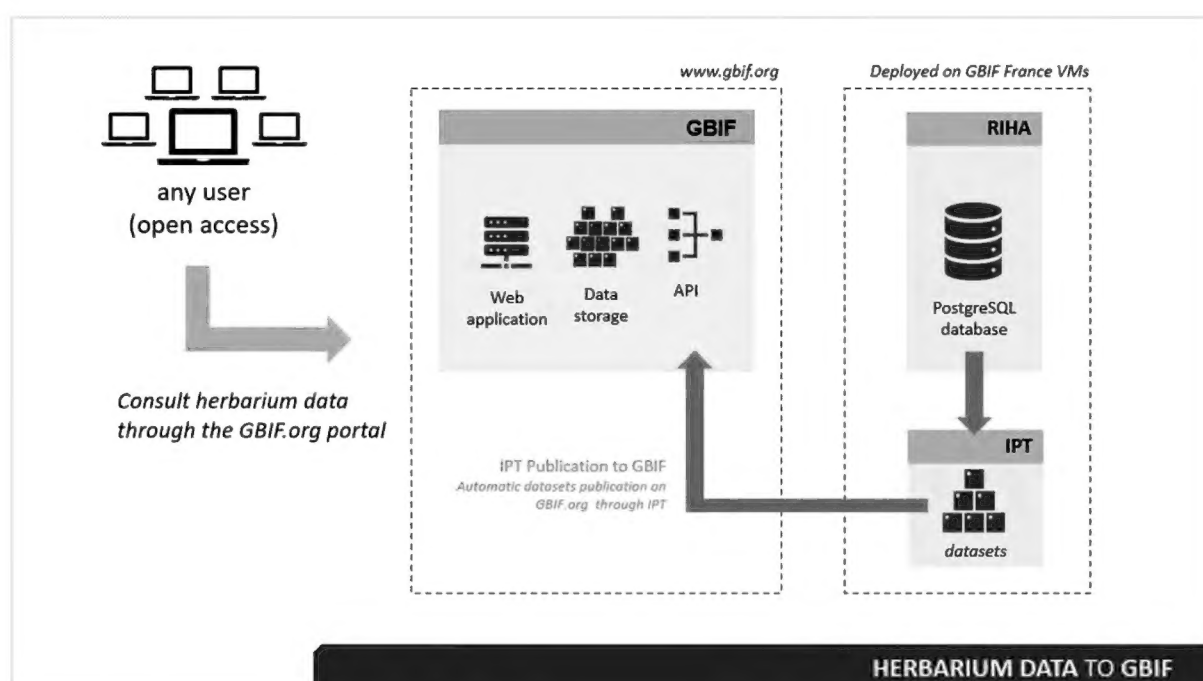 www.gbif.org
Deployed on GBIF France VMs
any user
(open access)
Consult herbarium data
through the GBIF.org portal
GBIF
Web
application
Data
storage
API
IPT Publication to GBIF
Automatic datasets publication on
GBIF.org through IPT
RIHA
PostgreSQL
database
IPT
datasets
HERBARIUM DATA TO GBIF